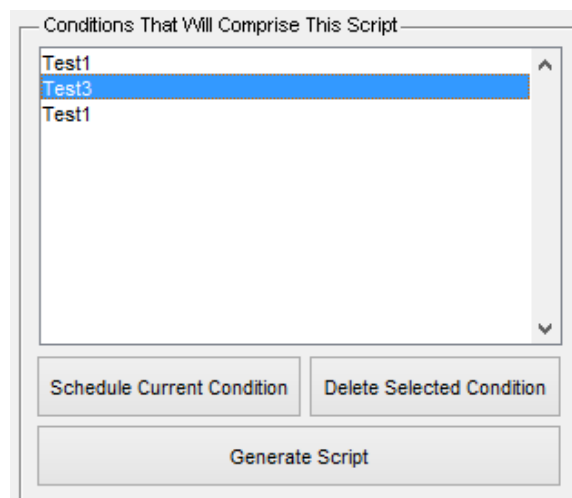 Conditions That Will Comprise This Script
Test1
Test3
Test1
Schedule Current Condition
Delete Selected Condition
Generate Script